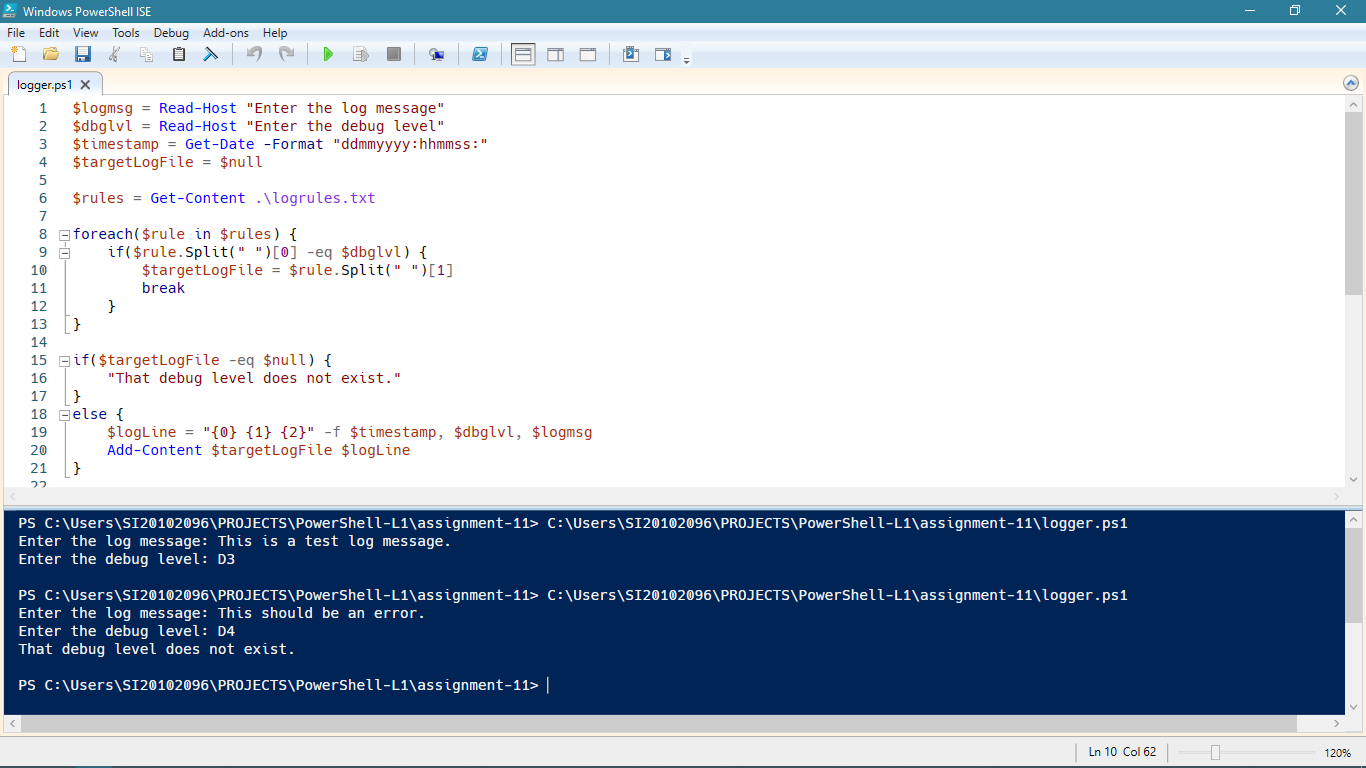 Windows PowerShell ISE
File Edit View Tools Debug Add-ons Help
logger.ps1
1 $logmsg = Read-Host "Enter the log message"
2 $dbglvl = Read-Host "Enter the debug level"
3 $timestamp = Get-Date -Format "ddmmyyyy:hhmmss:"
4 $targetLogFile = $null
5
6 $rules = Get-Content .\logrules.txt
7
8 foreach($rule in $rules) {
9 if($rule.Split(" ")[0] -eq $dbglvl) {
10 $targetLogFile = $rule.Split(" ")[1]
11 break
12 }
13 }
14
15 if($targetLogFile -eq $null) {
16 "That debug level does not exist."
17 }
18 else {
19 $logLine = "{0} {1} {2}" -f $timestamp, $dbglvl, $logmsg
20 Add-Content $targetLogFile $logLine
21 }
22
PS C:\Users\SI20102096\PROJECTS\PowerShell-L1\assignment-11> C:\Users\SI20102096\PROJECTS\PowerShell-L1\assignment-11\logger.ps1
Enter the log message: This is a test log message.
Enter the debug level: D3
PS C:\Users\SI20102096\PROJECTS\PowerShell-L1\assignment-11> C:\Users\SI20102096\PROJECTS\PowerShell-L1\assignment-11\logger.ps1
Enter the log message: This should be an error.
Enter the debug level: D4
That debug level does not exist.
PS C:\Users\SI20102096\PROJECTS\PowerShell-L1\assignment-11>
Ln 10 Col 62 120%